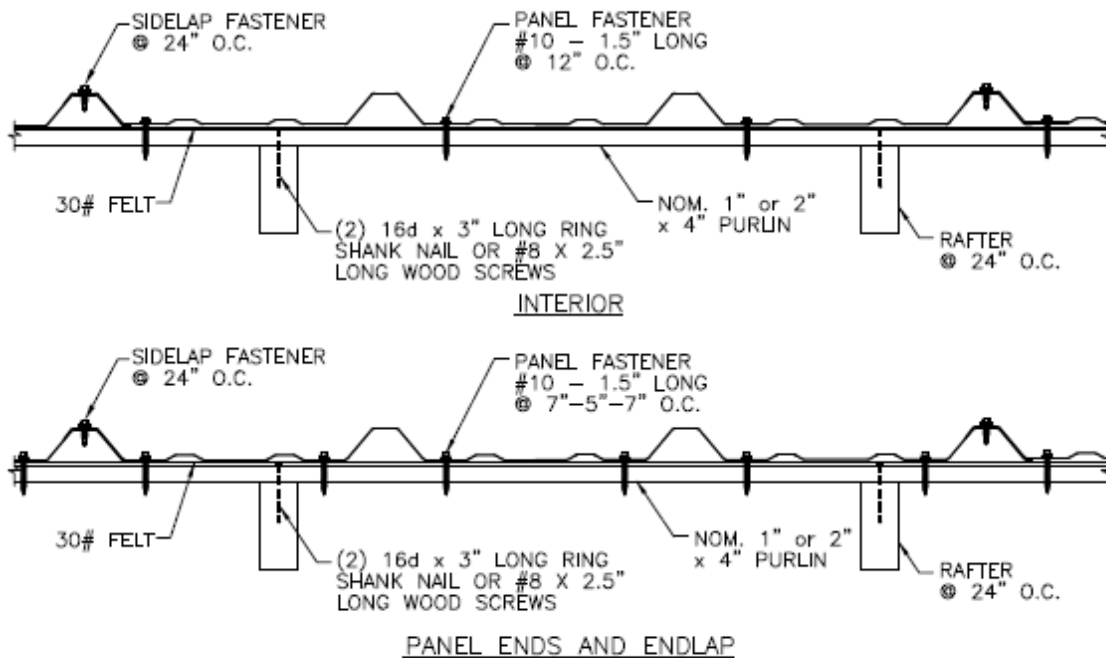 SIDELAP FASTENER
@ 24" O.C.
PANEL FASTENER
#10 – 1.5" LONG
@ 12" O.C.
30# FELT
(2) 16d x 3" LONG RING
SHANK NAIL OR #8 X 2.5"
LONG WOOD SCREWS
NOM. 1" or 2"
x 4" PURLIN
RAFTER
@ 24" O.C.
INTERIOR
SIDELAP FASTENER
@ 24" O.C.
PANEL FASTENER
#10 – 1.5" LONG
@ 7"–5"–7" O.C.
30# FELT
(2) 16d x 3" LONG RING
SHANK NAIL OR #8 X 2.5"
LONG WOOD SCREWS
NOM. 1" or 2"
x 4" PURLIN
RAFTER
@ 24" O.C.
PANEL ENDS AND ENDLAP